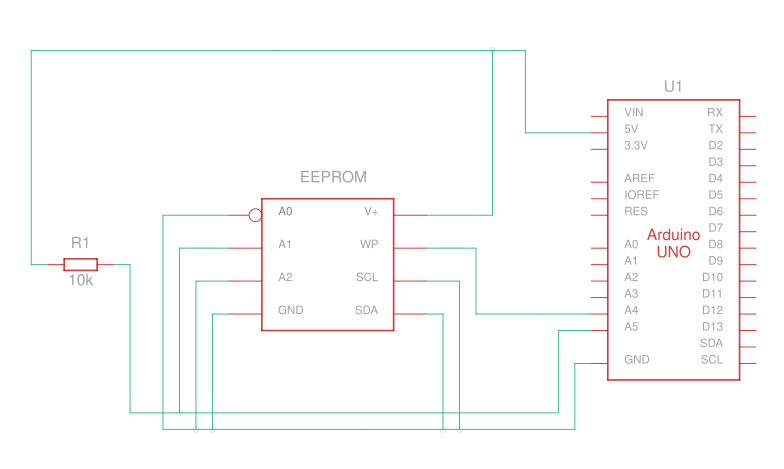 U1
VIN RX
5V TX
3.3V D2
D3
EEPROM
AREF D4
IOREF D5
A0 V+
RES D6
D7
Arduino
UNO
R1
10k
A1 WP
A0 D8
A1 D9
A2 SCL
A2 D10
A3 D11
GND SDA
A4 D12
A5 D13
SDA
GND SCL